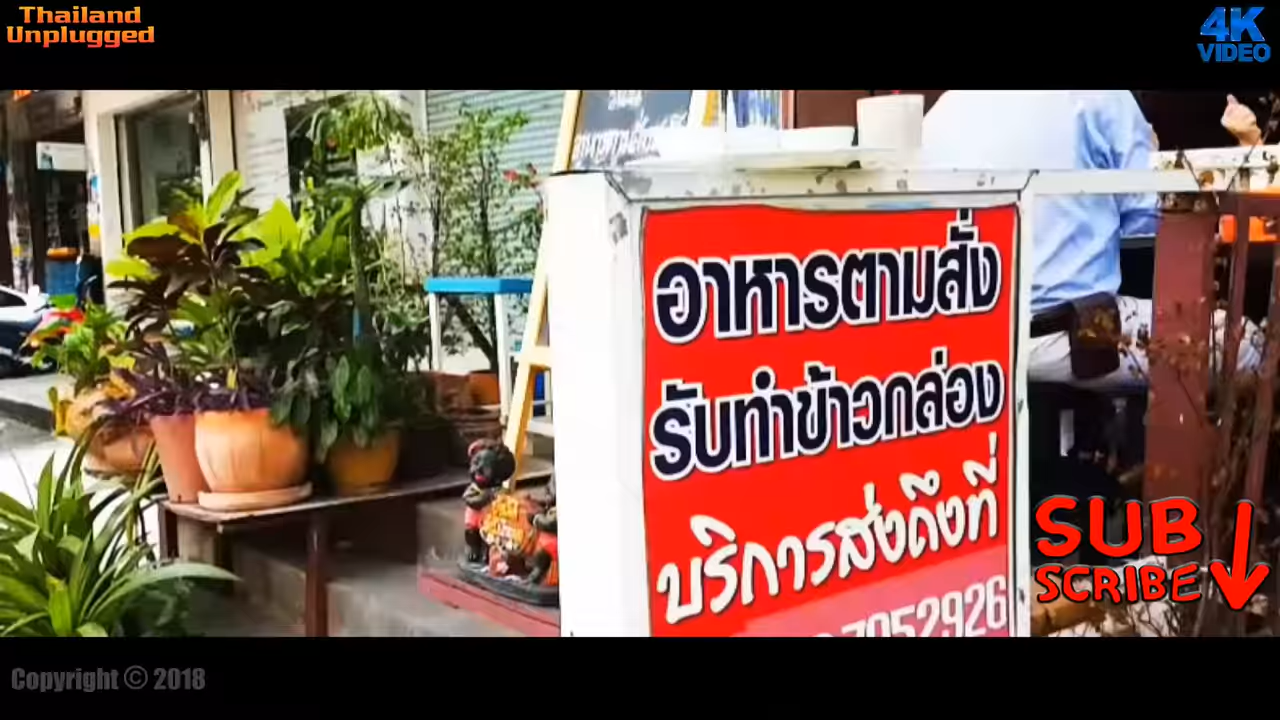 Thailand
Unplugged
4K
VIDEO
อาหารตามสั่ง
รับทำข้าวกล่อง
บริการส่งถึงที่
7952926
SUB
SCRIBE
Copyright © 2018